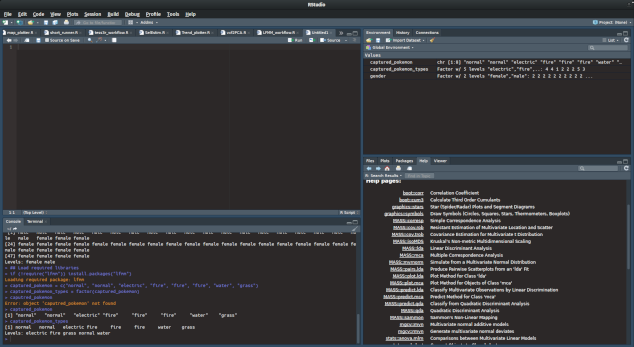 RStudio
File Edit Code View Plots Session Build Debug Profile Tools Help
Addins
Project: (None)
map_plotter.R
short_runner.R
tess3r_workflow.R
SetSubins.R
Trend_plotter.R
LFMM_workflow.R
Untitled1
Source on Save
Run
Source
1
1:1
(Top Level)
R Script
Environment History Connections
Import Dataset
List
Global Environment
Values
captured_pokemon chr [1:8] "normal" "normal" "electric" "fire" "fire" "fire" "water" "…
captured_pokemon_types Factor w/ 5 levels "electric","fire",..: 4 4 1 2 2 2 5 3
gender Factor w/ 2 levels "female","male": 2 2 2 2 2 2 2 2 2 2 ...
Console Terminal
le male female female female
[24] female female female female female female female female female female female female female female female fe
male female female female female
[47] male female female female
Levels: female male
> ## Load required libraries
> if (!require("lfmm")) install.packages("lfmm")
Loading required package: lfmm
> captured_pokemon = c("normal", "normal", "electric", "fire", "fire", "fire", "water", "grass")
> captured_pokemon_types = factor(captured_pokemon)
Error: object not found
> captured_pokemon
[1] "normal" "normal" "electric" "fire" "fire" "fire" "water" "grass"
> captured_pokemon_types
[1] normal normal electric fire fire fire water grass
Levels: electric fire grass normal water
>
Files Plots Packages Help Viewer
Search Results
Help pages:
boot::corr Correlation Coefficient
boot::cum3 Calculate Third Order Cumulants
graphics::stars Star (Spider/Radar) Plots and Segment Diagrams
graphics::symbols Draw Symbols (Circles, Squares, Stars, Thermometers, Boxplots)
MASS::corresp Simple Correspondence Analysis
MASS::cov.rob Resistant Estimation of Multivariate Location and Scatter
MASS::cov.trob Covariance Estimation for Multivariate t Distribution
MASS::isoMDS Kruskal's Non-metric Multidimensional Scaling
MASS::lda Linear Discriminant Analysis
MASS::mca Multiple Correspondence Analysis
MASS::mvrnorm Simulate from a Multivariate Normal Distribution
MASS::pairs.lda Produce Pairwise Scatterplots from an 'lda' Fit
MASS::plot.lda Plot Method for Class 'lda'
MASS::plot.mca Plot Method for Objects of Class 'mca'
MASS::predict.lda Classify Multivariate Observations by Linear Discrimination
MASS::predict.mca Predict Method for Class 'mca'
MASS::predict.qda Classify from Quadratic Discriminant Analysis
MASS::qda Quadratic Discriminant Analysis
MASS::sammon Sammon's Non-Linear Mapping
mgcv::mvn Multivariate normal additive models
mgcv::rmvn Generate multivariate normal deviates
stats::anova.mlm Comparisons between Multivariate Linear Models